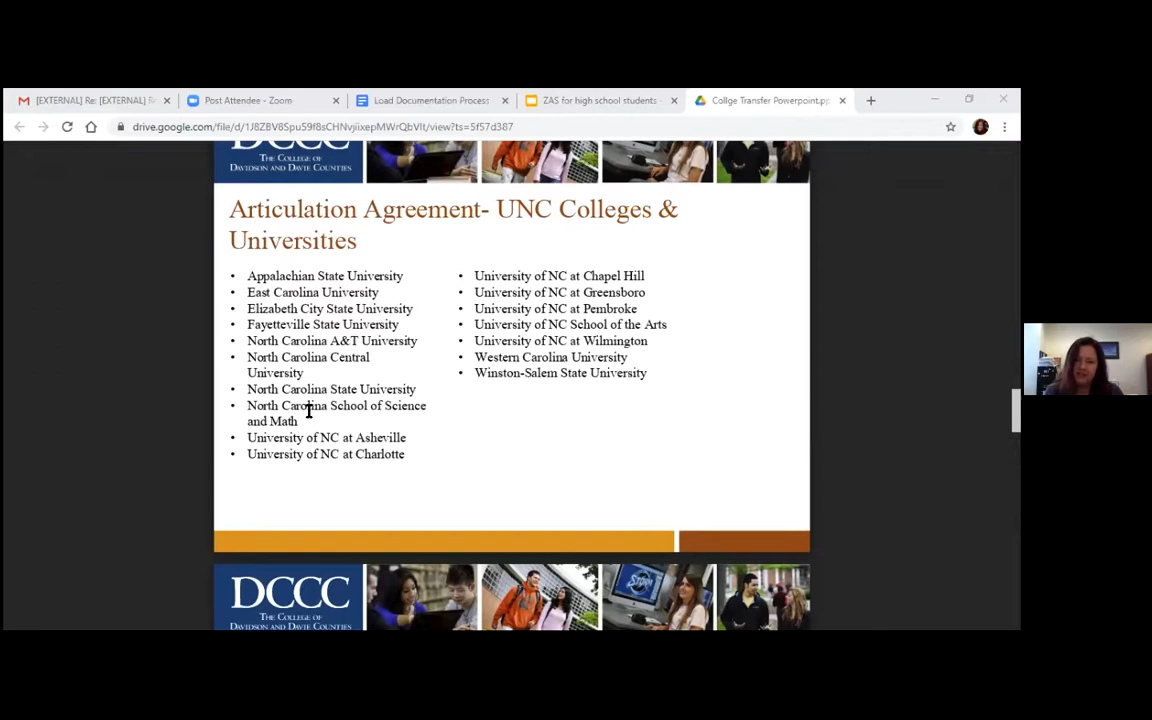 [EXTERNAL] Re: [EXTERNAL]
Post Attendee - Zoom
Load Documentation Process
ZAS for high school students -
Collge Transfer Powerpoint.pp
drive.google.com/file/d/1J8ZBV8Spu59f8sCHNvjiixepMWrQbVlt/view?ts=5f57d387
DCCC
THE COLLEGE OF
DAVIDSON AND DAVIE COUNTIES
Articulation Agreement- UNC Colleges &
Universities
• Appalachian State University
• East Carolina University
• Elizabeth City State University
• Fayetteville State University
• North Carolina A&T University
• North Carolina Central
University
• North Carolina State University
• North Carolina School of Science
and Math
• University of NC at Asheville
• University of NC at Charlotte
• University of NC at Chapel Hill
• University of NC at Greensboro
• University of NC at Pembroke
• University of NC School of the Arts
• University of NC at Wilmington
• Western Carolina University
• Winston-Salem State University
DCCC
THE COLLEGE OF
DAVIDSON AND DAVIE COUNTIES
STORM